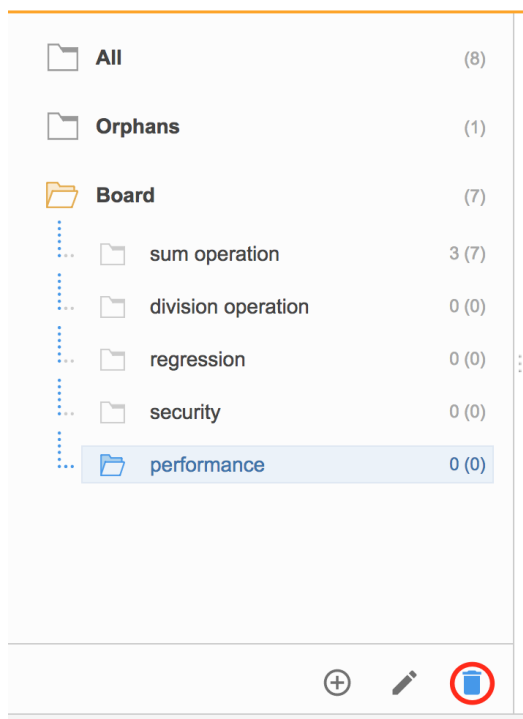 All (8)
Orphans (1)
Board (7)
sum operation 3 (7)
division operation 0 (0)
regression 0 (0)
security 0 (0)
performance 0 (0)